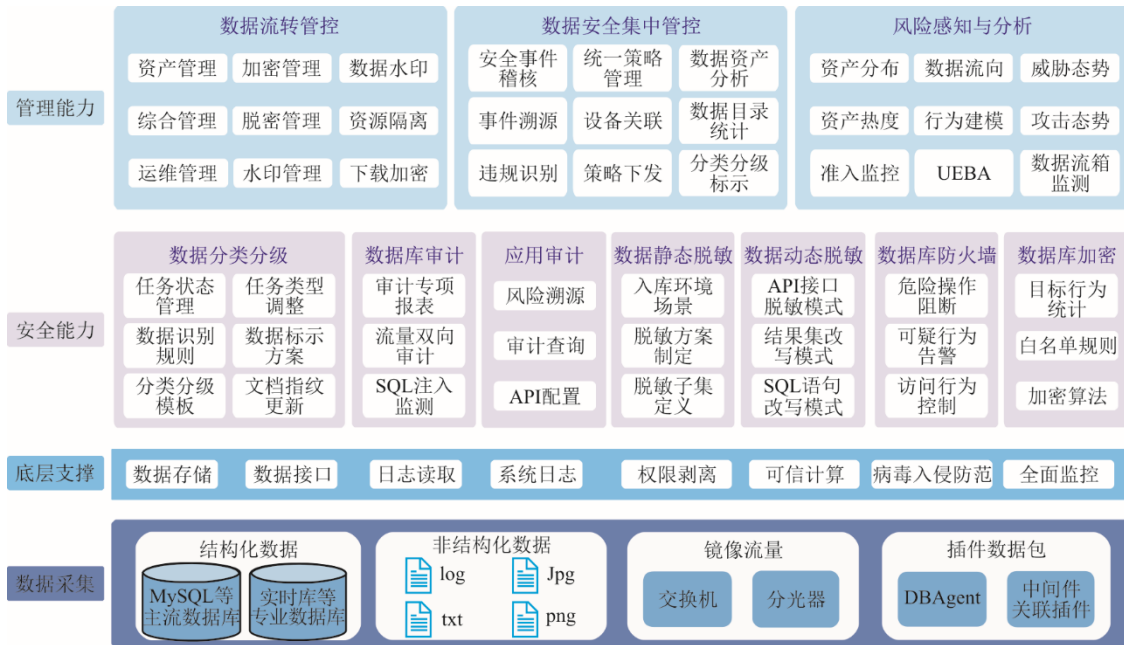 数据流转管控
数据安全集中管控
风险感知与分析
管理能力
资产管理
加密管理
数据水印
综合管理
脱密管理
资源隔离
运维管理
水印管理
下载加密
安全事件
稽核
统一策略
管理
数据资产
分析
事件溯源
设备关联
数据目录
统计
违规识别
策略下发
分类分级
标示
资产分布
数据流向
威胁态势
资产热度
行为建模
攻击态势
准入监控
UEBA
数据流箱
监测
安全能力
数据分类分级
任务状态
管理
任务类型
调整
数据识别
规则
数据标示
方案
分类分级
模板
文档指纹
更新
数据库审计
审计专项
报表
流量双向
审计
SQL注入
监测
应用审计
风险溯源
审计查询
API配置
数据静态脱敏
入库环境
场景
脱敏方案
制定
脱敏子集
定义
数据动态脱敏
API接口
脱敏模式
结果集改
写模式
SQL语句
改写模式
数据库防火墙
危险操作
阻断
可疑行为
告警
访问行为
控制
数据库加密
目标行为
统计
白名单规则
加密算法
底层支撑
数据存储
数据接口
日志读取
系统日志
权限剥离
可信计算
病毒入侵防范
全面监控
数据采集
结构化数据
MySQL等
主流数据库
实时库等
专业数据库
非结构化数据
log
Jpg
txt
png
镜像流量
交换机
分光器
插件数据包
DBAgent
中间件
关联插件